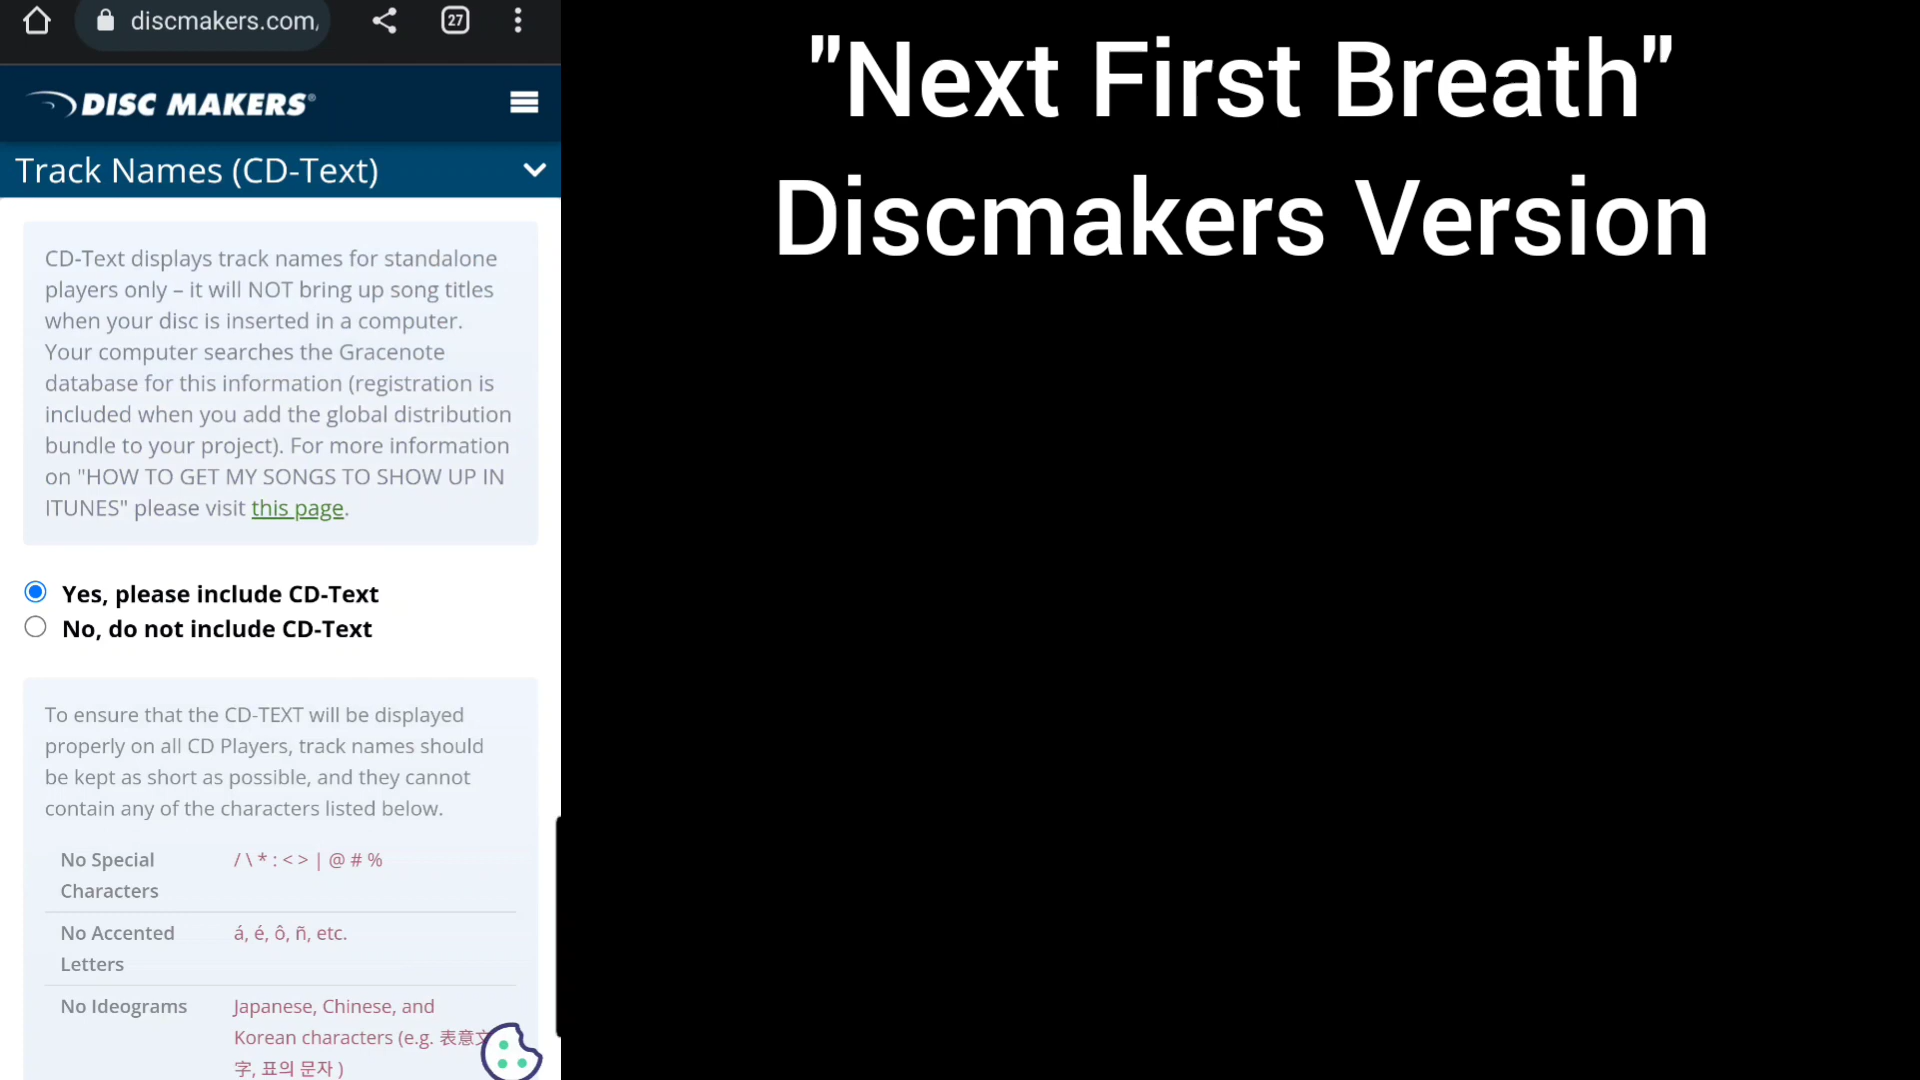 discmakers.com,
27
DISC MAKERS®
Track Names (CD-Text)
CD-Text displays track names for standalone
players only – it will NOT bring up song titles
when your disc is inserted in a computer.
Your computer searches the Gracenote
database for this information (registration is
included when you add the global distribution
bundle to your project). For more information
on "HOW TO GET MY SONGS TO SHOW UP IN
ITUNES" please visit this page.
Yes, please include CD-Text
No, do not include CD-Text
To ensure that the CD-TEXT will be displayed
properly on all CD Players, track names should
be kept as short as possible, and they cannot
contain any of the characters listed below.
No Special / \ * : < > | @ # %
Characters
No Accented á, é, ô, ñ, etc.
Letters
No Ideograms Japanese, Chinese, and
Korean characters (e.g. 表意文
字, 표의 문자 )
"Next First Breath"
Discmakers Version